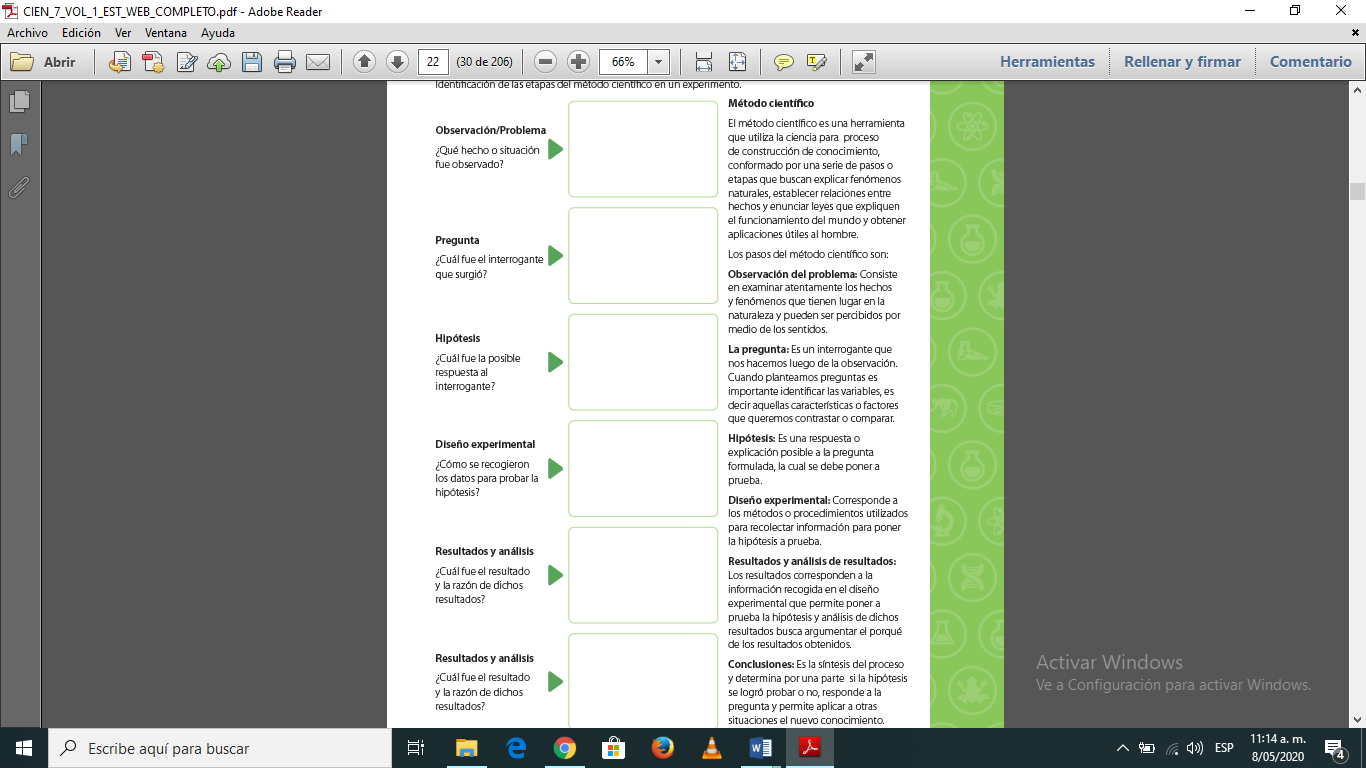 CIEN_7_VOL_1_EST_WEB_COMPLETO.pdf - Adobe Reader
Archivo Edición Ver Ventana Ayuda
Abrir
22 (30 de 206)
66%
Herramientas Rellenar y firmar Comentario
Identificación de las etapas del método científico en un experimento.
Observación/Problema
¿Qué hecho o situación
fue observado?
Pregunta
¿Cuál fue el interrogante
que surgió?
Hipótesis
¿Cuál fue la posible
respuesta al
interrogante?
Diseño experimental
¿Cómo se recogieron
los datos para probar la
hipótesis?
Resultados y análisis
¿Cuál fue el resultado
y la razón de dichos
resultados?
Resultados y análisis
¿Cuál fue el resultado
y la razón de dichos
resultados?
Método científico
El método científico es una herramienta
que utiliza la ciencia para proceso
de construcción de conocimiento,
conformado por una serie de pasos o
etapas que buscan explicar fenómenos
naturales, establecer relaciones entre
hechos y enunciar leyes que expliquen
el funcionamiento del mundo y obtener
aplicaciones útiles al hombre.
Los pasos del método científico son:
Observación del problema: Consiste
en examinar atentamente los hechos
y fenómenos que tienen lugar en la
naturaleza y pueden ser percibidos por
medio de los sentidos.
La pregunta: Es un interrogante que
nos hacemos luego de la observación.
Cuando planteamos preguntas es
importante identificar las variables, es
decir aquellas características o factores
que queremos contrastar o comparar.
Hipótesis: Es una respuesta o
explicación posible a la pregunta
formulada, la cual se debe poner a
prueba.
Diseño experimental: Corresponde a
los métodos o procedimientos utilizados
para recolectar información para poner
la hipótesis a prueba.
Resultados y análisis de resultados:
Los resultados corresponden a la
información recogida en el diseño
experimental que permite poner a
prueba la hipótesis y análisis de dichos
resultados busca argumentar el porqué
de los resultados obtenidos.
Conclusiones: Es la síntesis del proceso
y determina por una parte si la hipótesis
se logró probar o no, responde a la
pregunta y permite aplicar a otras
situaciones el nuevo conocimiento.
Activar Windows
Ve a Configuración para activar Windows.
Escribe aquí para buscar
ESP
11:14 a. m.
8/05/2020
4